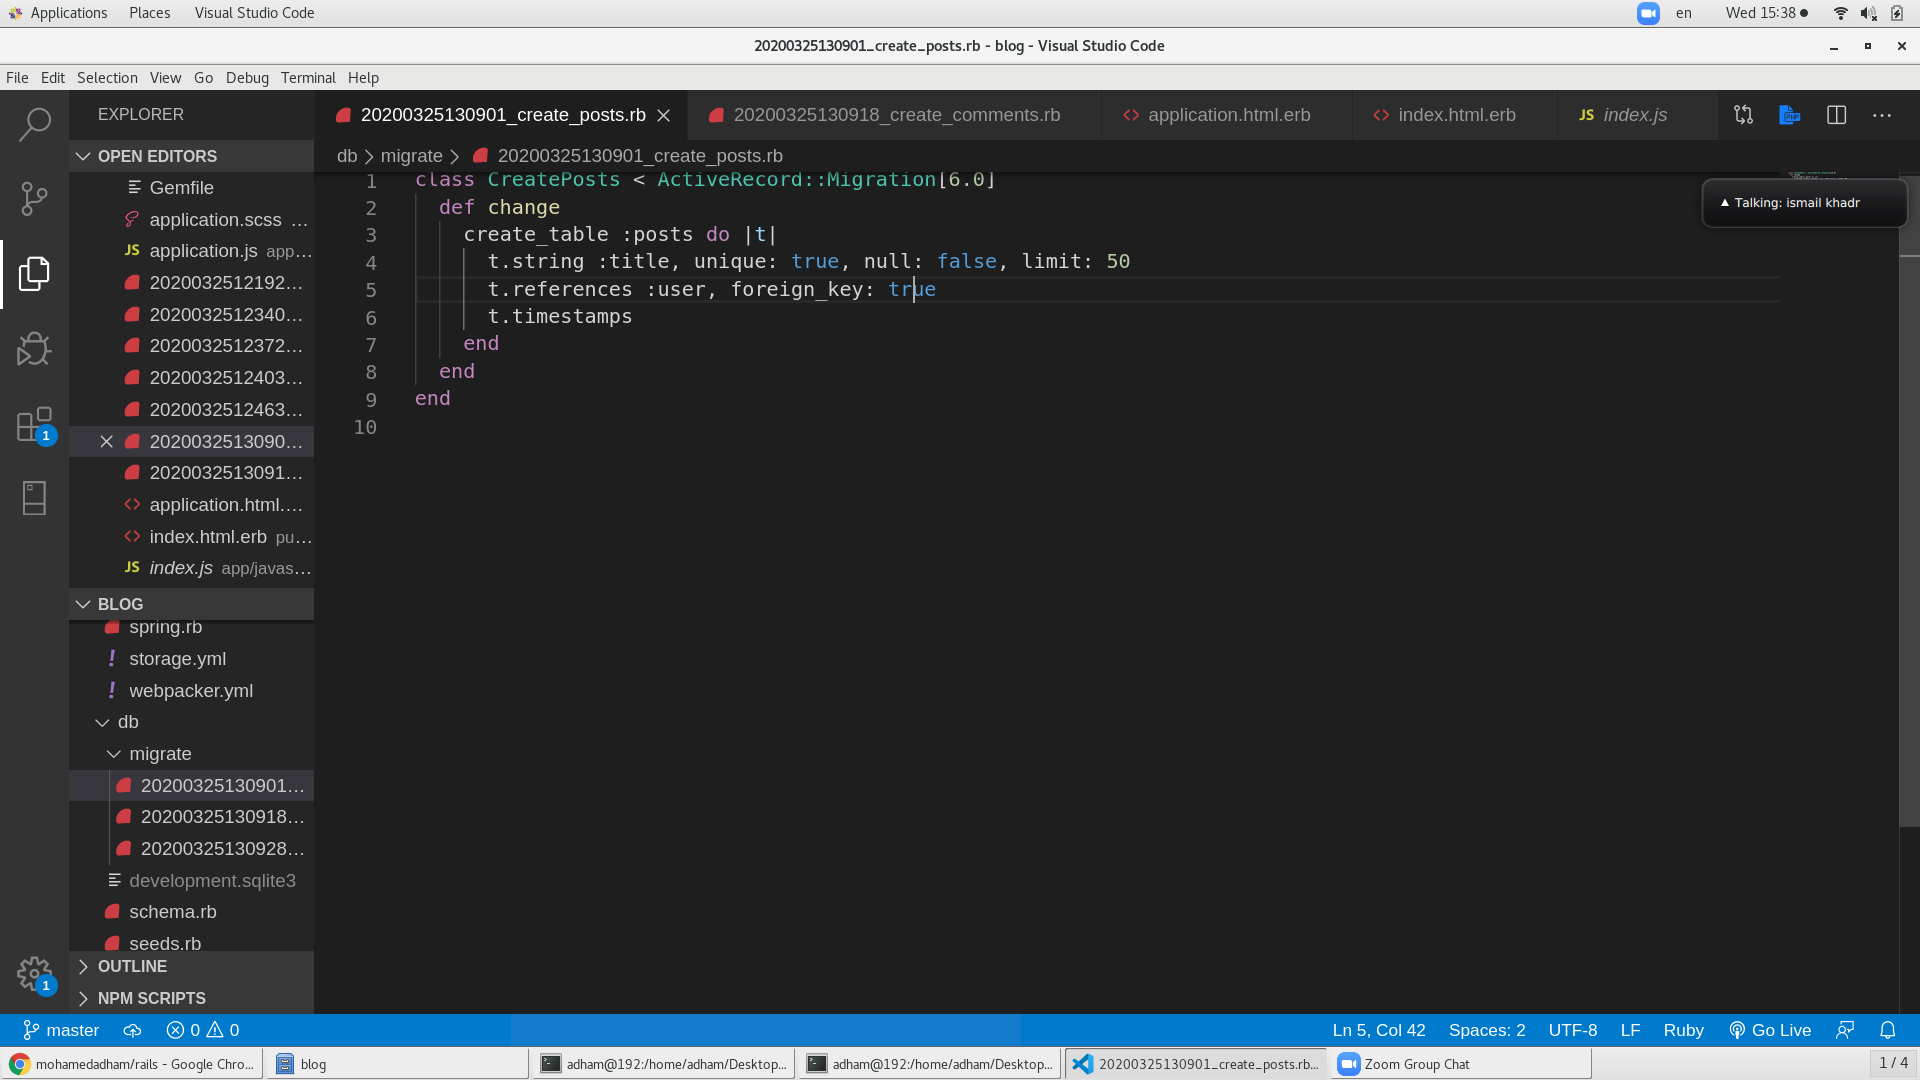 Applications Places Visual Studio Code en Wed 15:38
20200325130901_create_posts.rb - blog - Visual Studio Code
File Edit Selection View Go Debug Terminal Help
EXPLORER
20200325130901_create_posts.rb 20200325130918_create_comments.rb application.html.erb index.html.erb JS index.js
db migrate 20200325130901_create_posts.rb
Talking: ismail khadr
1 class CreatePosts < ActiveRecord::Migration[6.0]
2 def change
3 create_table :posts do |t|
4 t.string :title, unique: true, null: false, limit: 50
5 t.references :user, foreign_key: true
6 t.timestamps
7 end
8 end
9 end
10
OPEN EDITORS
Gemfile
application.scss ...
JS application.js app...
2020032512192...
2020032512340...
2020032512372...
2020032512403...
2020032512463...
2020032513090...
2020032513091...
application.html....
index.html.erb pu...
JS index.js app/javas...
1
BLOG
spring.rb
! storage.yml
! webpacker.yml
db
migrate
20200325130901...
20200325130918...
20200325130928...
development.sqlite3
schema.rb
seeds.rb
OUTLINE
NPM SCRIPTS
1
master 0 0 Ln 5, Col 42 Spaces: 2 UTF-8 LF Ruby Go Live
mohamedadham/rails - Google Chro... blog adham@192:/home/adham/Desktop... adham@192:/home/adham/Desktop... 20200325130901_create_posts.rb... Zoom Group Chat 1 / 4